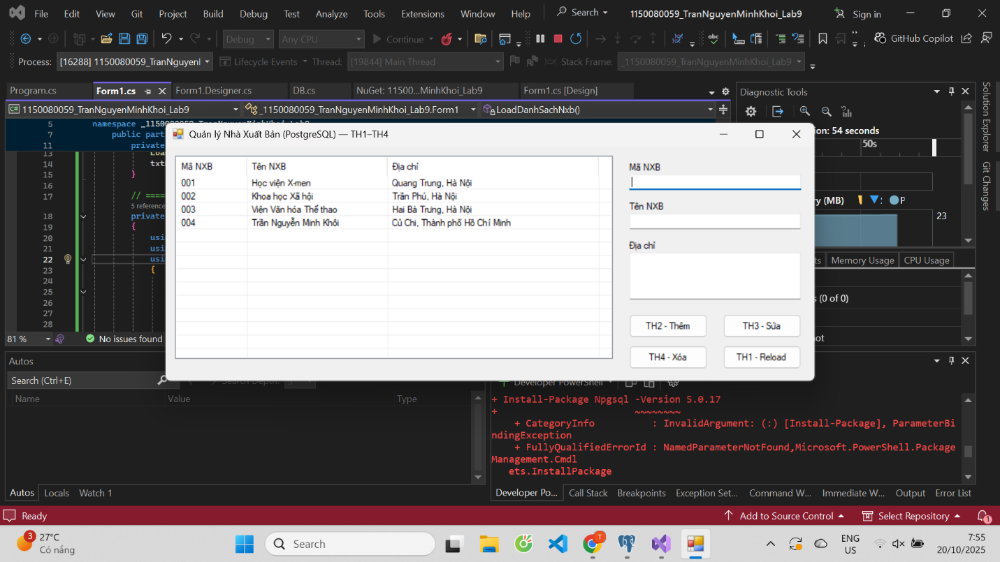 File Edit View Git Project Build Debug Test Analyze Tools Extensions Window Help Search 1150080059_TranNguyenMinhKhoi_Lab9 Sign in
Debug Any CPU Continue abc GitHub Copilot
Process: [16288] 1150080059_TranNguyenl Lifecycle Events Thread: [19844] Main Thread Stack Frame: _1150080059_TranNguyenMinhKhoi_Lab9
Program.cs Form1.cs Form1.Designer.cs DB.cs NuGet: 11500...MinhKhoi_Lab9 Form1.cs [Design]
1150080059_TranNguyenMinhKhoi_Lab9 _1150080059_TranNguyenMinhKhoi_Lab9.Form1 LoadDanhSachNxb()
5 namespace _1150080059_TranNguyenMinhKhoi_Lab9
7 public part
11 private
13
14 txt
15 }
16
17 // ====
5 reference
18 private
19 {
20 usi
21 usi
22 usi
23 {
24
25
26
27
28
81 % No issues found
Quản lý Nhà Xuất Bản (PostgreSQL) — TH1–TH4
Mã NXB Tên NXB Địa chỉ
001 Học viện X-men Quang Trung, Hà Nội
002 Khoa học Xã hội Trần Phú, Hà Nội
003 Viện Văn hóa Thể thao Hai Bà Trưng, Hà Nội
004 Trần Nguyễn Minh Khôi Củ Chi, Thành phố Hồ Chí Minh
Mã NXB
Tên NXB
Địa chỉ
TH2 - Thêm TH3 - Sửa
TH4 - Xóa TH1 - Reload
Diagnostic Tools
ion: 54 seconds
50s
ry (MB) P
23
ts Memory Usage CPU Usage
s (0 of 0)
ot
Solution Explorer
Git Changes
Autos
Search (Ctrl+E) Search Depth:
Name Value Type
Autos Locals Watch 1
Developer PowerShell
+ Install-Package Npgsql -Version 5.0.17
+ ~~~~~~~~
+ CategoryInfo : InvalidArgument: (:) [Install-Package], ParameterBi
ndingException
+ FullyQualifiedErrorId : NamedParameterNotFound,Microsoft.PowerShell.Package
Management.Cmdl
ets.InstallPackage
Developer Po... Call Stack Breakpoints Exception Set... Command W... Immediate W... Output Error List
Ready Add to Source Control Select Repository 1
3 27°C
Có nắng
Search T ENG
US
7:55
20/10/2025